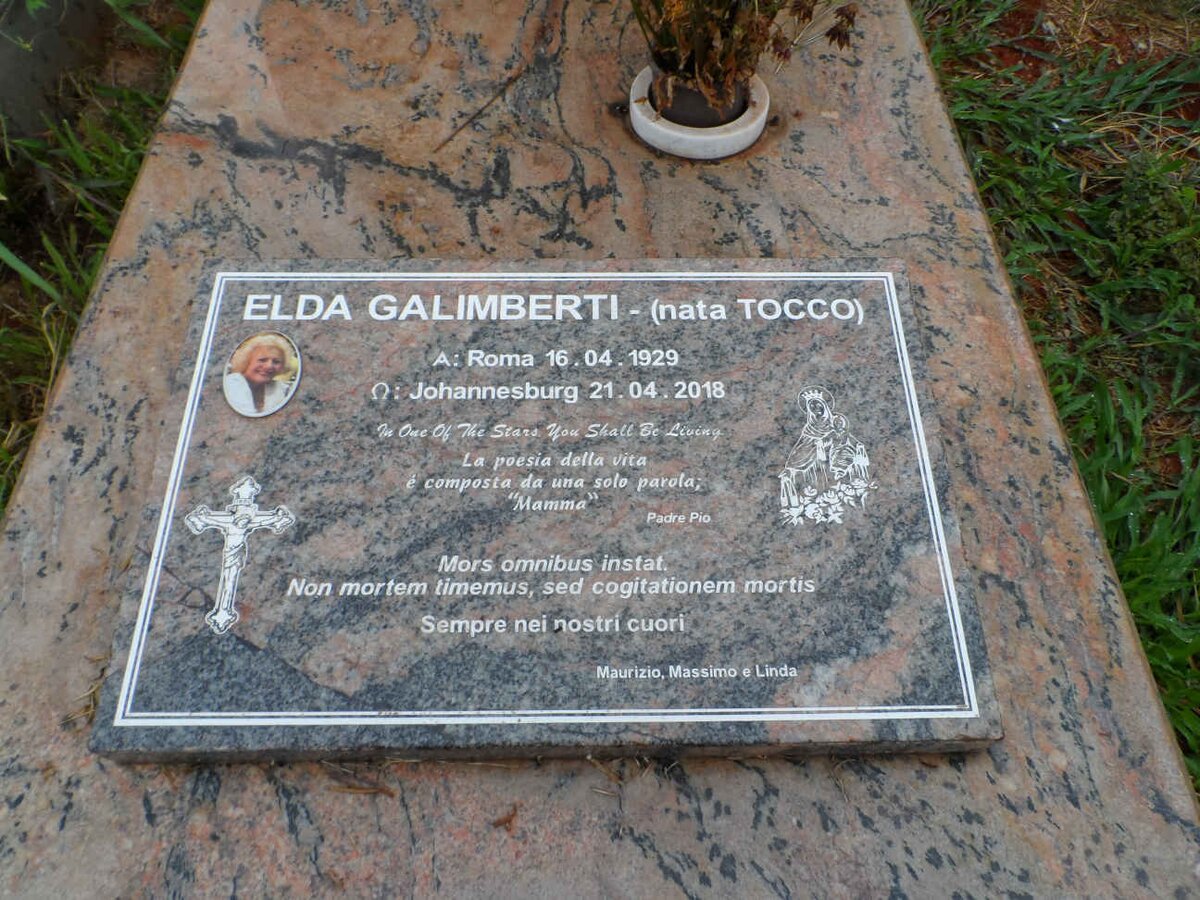 ELDA GALIMBERTI - (nata TOCCO)
A: Roma 16.04.1929
Ω: Johannesburg 21.04.2018
In One Of The Stars You Shall Be Living
La poesia della vita
é composta da una solo parola;
"Mamma"
Padre Pio
Mors omnibus instat.
Non mortem timemus, sed cogitationem mortis
Sempre nei nostri cuori
Maurizio, Massimo e Linda